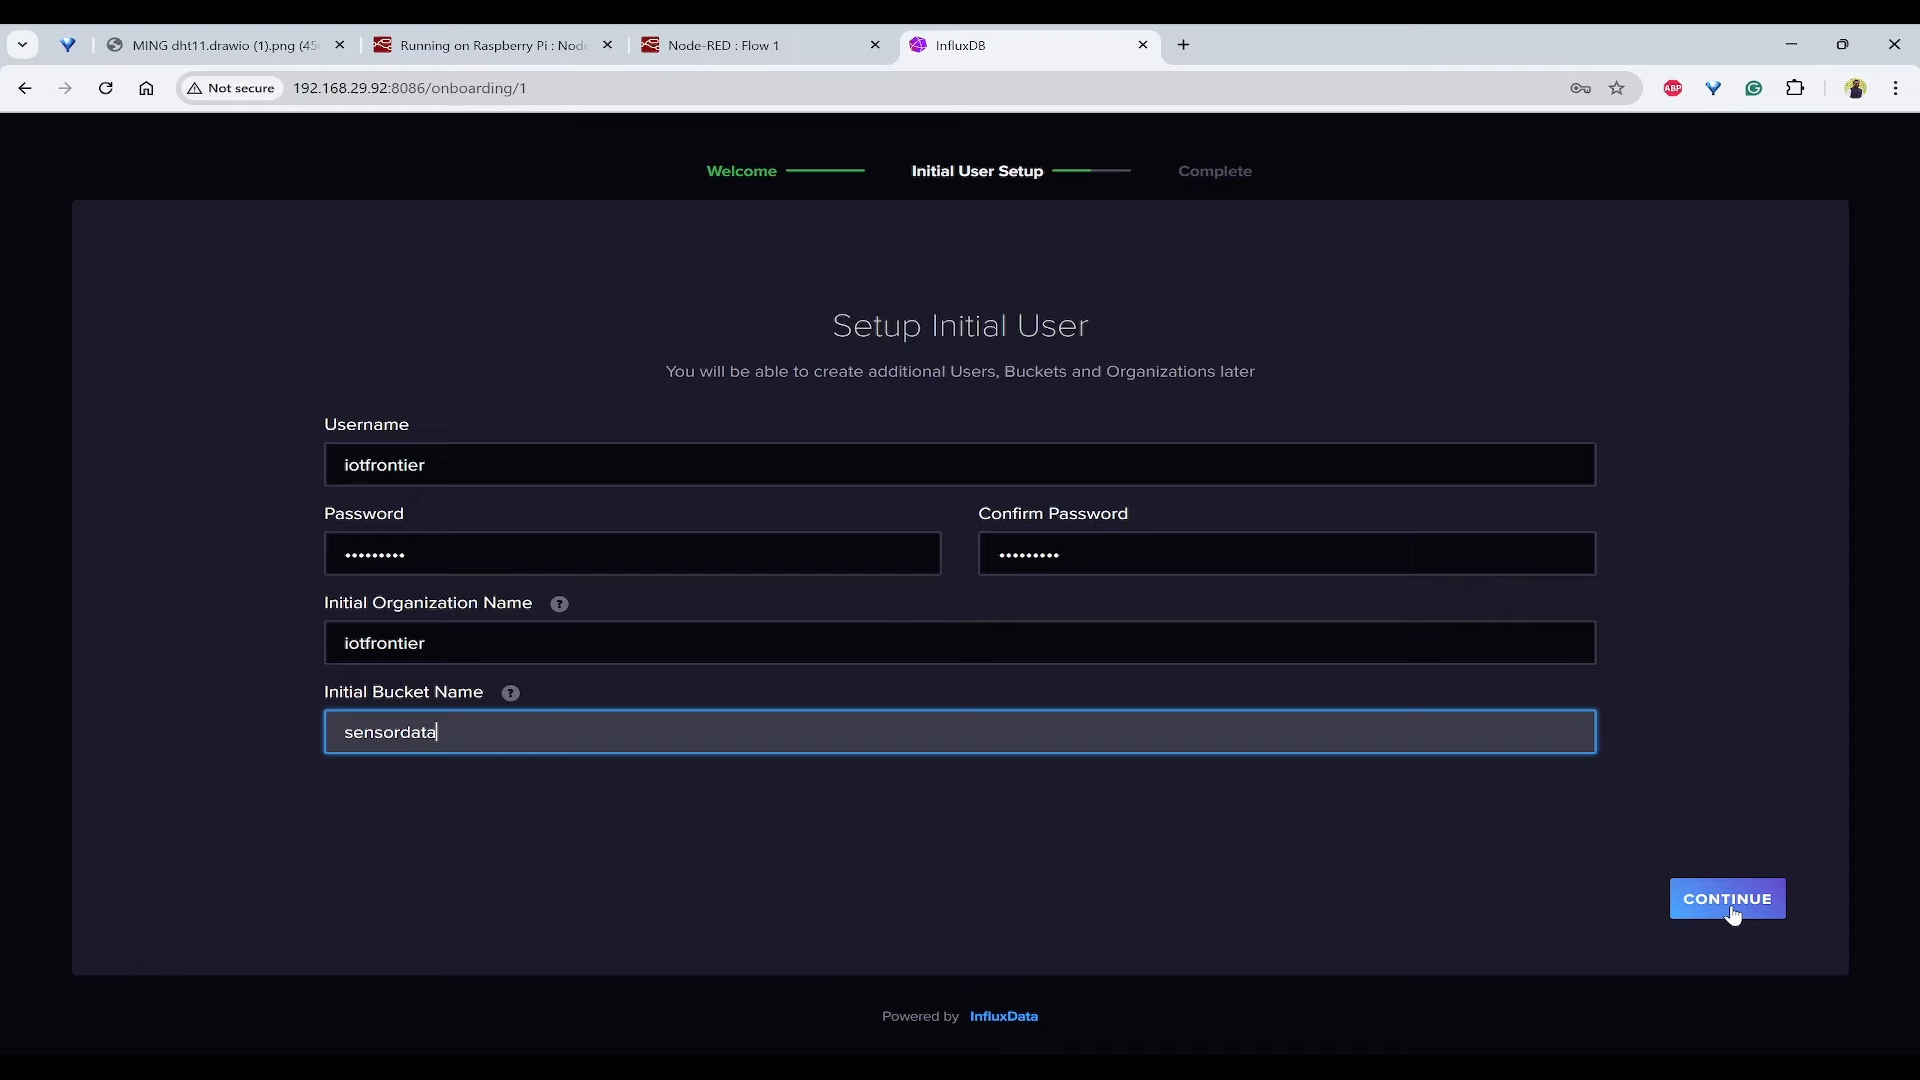 MING dht11.drawio (1).png (45
Running on Raspberry Pi : Node
Node-RED : Flow 1
InfluxDB
Not secure
192.168.29.92:8086/onboarding/1
ABP
Welcome
Initial User Setup
Complete
Setup Initial User
You will be able to create additional Users, Buckets and Organizations later
Username
iotfrontier
Password
Confirm Password
•••••••••
•••••••••
Initial Organization Name ?
iotfrontier
Initial Bucket Name ?
sensordata
CONTINUE
Powered by InfluxData